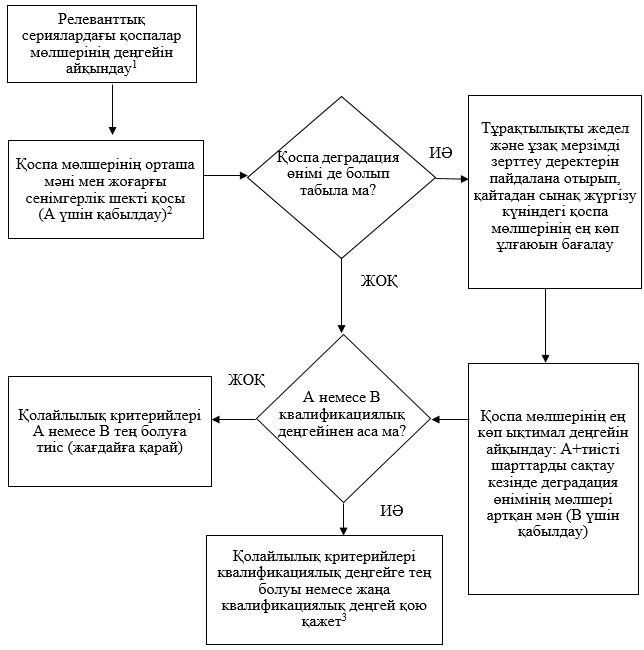 Релеванттық
сериялардағы қоспалар
мөлшерінің деңгейін
айқындау1
Қоспа мөлшерінің орташа
мәні мен жоғарғы
сенімгерлік шекті қосы
(А үшін қабылдау)2
Қоспа деградация
өнімі де болып
табыла ма?
ИӘ
Тұрақтылықты жедел
және ұзақ мерзімді
зерттеу деректерін
пайдалана отырып,
қайтадан сынақ жүргізу
күніндегі қоспа
мөлшерінің ең көп
ұлғаюын бағалау
ЖОҚ
ЖОҚ
А немесе В
квалификациялық
деңгейінен аса ма?
Қолайлылық критерийлері
А немесе В тең болуға
тиіс (жағдайға қарай)
Қоспа мөлшерінің ең
көп ықтимал деңгейін
айқындау: А+тиісті
шарттарды сақтау
кезінде деградация
өнімінің мөлшері
артқан мән (В үшін
қабылдау)
ИӘ
Қолайлылық критерийлері
квалификациялық деңгейге тең
болуы немесе жаңа
квалификациялық деңгей қою
қажет3